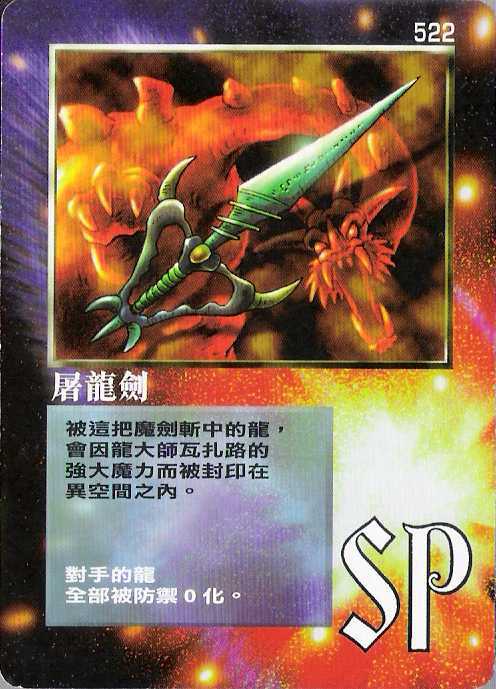 522
屠龍劍
被這把魔劍斬中的龍，
會因龍大師瓦扎路的
強大魔力而被封印在
異空間之內。
對手的龍
全部被防禦0化。
SP